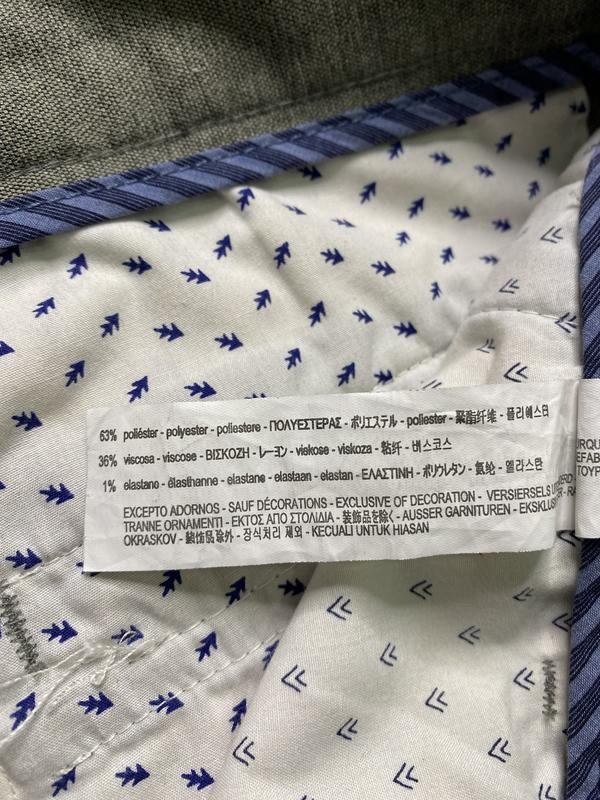 63% poliéster - polyester - poliestere - ΠΟΛΥΕΣΤΕΡΑΣ - ポリエステル - poliester - 聚酯纤维 - 폴리에스터
36% viscosa - viscose - ΒΙΣΚΟΖΗ - レーヨン - viskose - viskoza - 粘纤 - 비스코스
1% elastano - élasthanne - elastane - elastaan - elastan - ΕΛΑΣΤΙΝΗ - ポリウレタン - 氨纶 - 엘라스탄
EXCEPTO ADORNOS - SAUF DÉCORATIONS - EXCLUSIVE OF DECORATION - VERSIERSELS
TRANNE ORNAMENTI - ΕΚΤΟΣ ΑΠΟ ΣΤΟΛΙΔΙΑ - 装飾品を除く - AUSSER GARNITUREN -
OKRASKOV - 装饰品除外 - 장식처리 제외 - KECUALI UNTUK HIASAN